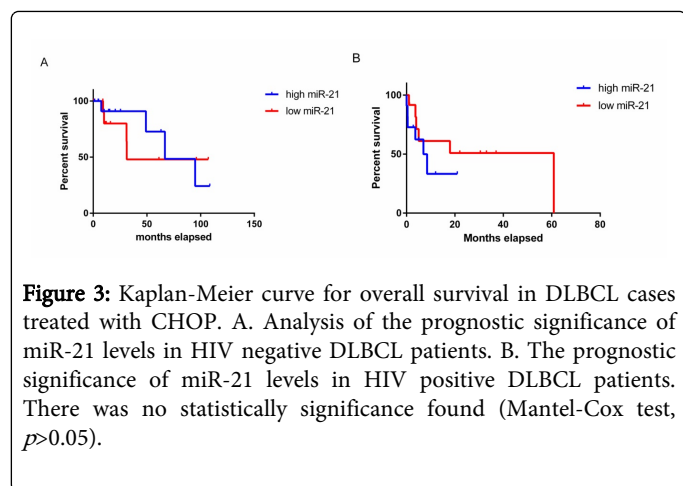 A
B
high miR-21
low miR-21
high miR-21
low miR-21
Percent survival
100
50
0
0
50
100
150
months elapsed
Percent survival
100
50
0
0
20
40
60
80
Months elapsed
Figure 3: Kaplan-Meier curve for overall survival in DLBCL cases
treated with CHOP. A. Analysis of the prognostic significance of
miR-21 levels in HIV negative DLBCL patients. B. The prognostic
significance of miR-21 levels in HIV positive DLBCL patients.
There was no statistically significance found (Mantel-Cox test,
p>0.05).